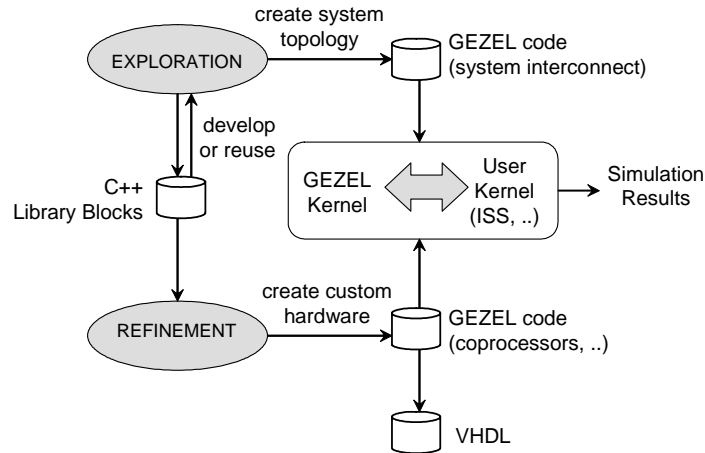 create system
topology
EXPLORATION
GEZEL code
(system interconnect)
develop
or reuse
C++
Library Blocks
GEZEL
Kernel
User
Kernel
(ISS, ..)
Simulation
Results
create custom
hardware
REFINEMENT
GEZEL code
(coprocessors, ..)
VHDL